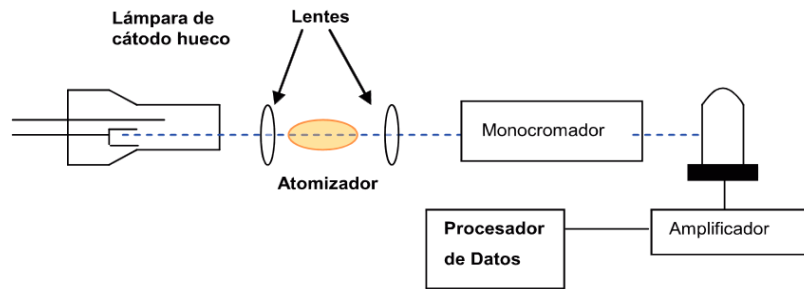 Lámpara de
cátodo hueco
Lentes
Atomizador
Monocromador
Amplificador
Procesador
de Datos